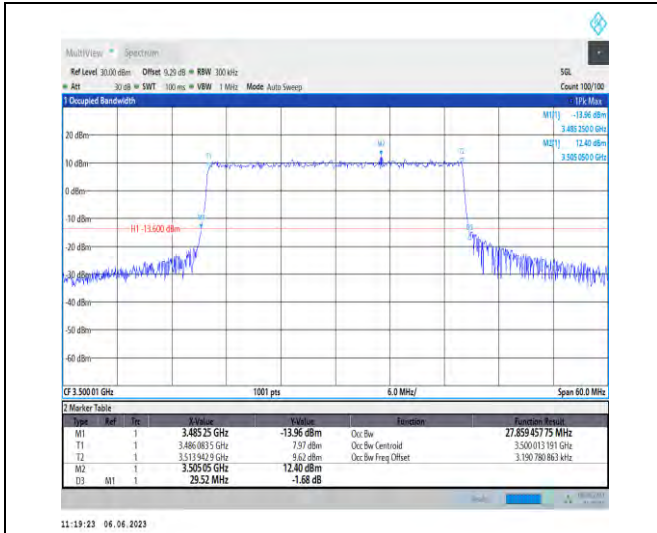 MultiView Spectrum
Ref Level 30.00 dBm Offset 9.29 dB RBW 300 kHz SGL
Att 30 dB SWT 100 ms VBW 1 MHz Mode Auto Sweep Count 100/100
1 Occupied Bandwidth 1Pk Max
M1[1] -13.96 dBm
3.485 2500 GHz
20 dBm M2[1] 12.40 dBm
3.505 0500 GHz
T1 M2
10 dBm
0 dBm
-10 dBm
H1 -13.600 dBm
-20 dBm
-30 dBm
-40 dBm
-50 dBm
-60 dBm
CF 3.500 01 GHz 1001 pts 6.0 MHz/ Span 60.0 MHz
2 Marker Table
Type Ref Trc X-Value Y-Value Function Function Result
M1 1 3.485 25 GHz -13.96 dBm Occ Bw 27.859 457 75 MHz
T1 1 3.486 083 5 GHz 7.97 dBm Occ Bw Centroid 3.500 013 191 GHz
T2 1 3.513 942 9 GHz 9.62 dBm Occ Bw Freq Offset 3.190 780 863 kHz
M2 1 3.505 05 GHz 12.40 dBm
D3 M1 1 29.52 MHz -1.68 dB
11:19:23 06.06.2023